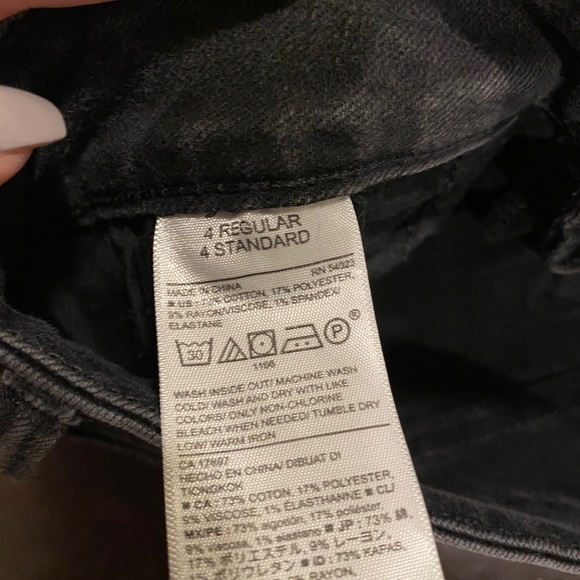 4 REGULAR
4 STANDARD
MADE IN CHINA RN 54023
■ US: 73% COTTON, 17% POLYESTER,
9% RAYON/VISCOSE, 1% SPANDEX/
ELASTANE
30 P ®
1166
WASH INSIDE OUT/ MACHINE WASH
COLD/ WASH AND DRY WITH LIKE
COLORS/ ONLY NON-CHLORINE
BLEACH WHEN NEEDED/ TUMBLE DRY
LOW/ WARM IRON
CA 17897
HECHO EN CHINA/ DIBUAT DI
TIONGKOK
■ CA: 73% COTON, 17% POLYESTER,
9% VISCOSE, 1% ÉLASTHANNE ■ CL/
MX/PE: 73% algodón, 17% poliéster,
9% viscosa, 1% elastano ■ JP: 73% 綿,
17% ポリエステル, 9% レーヨン,
ポリウレタン ■ ID: 73% KAPAS,
RAYON,